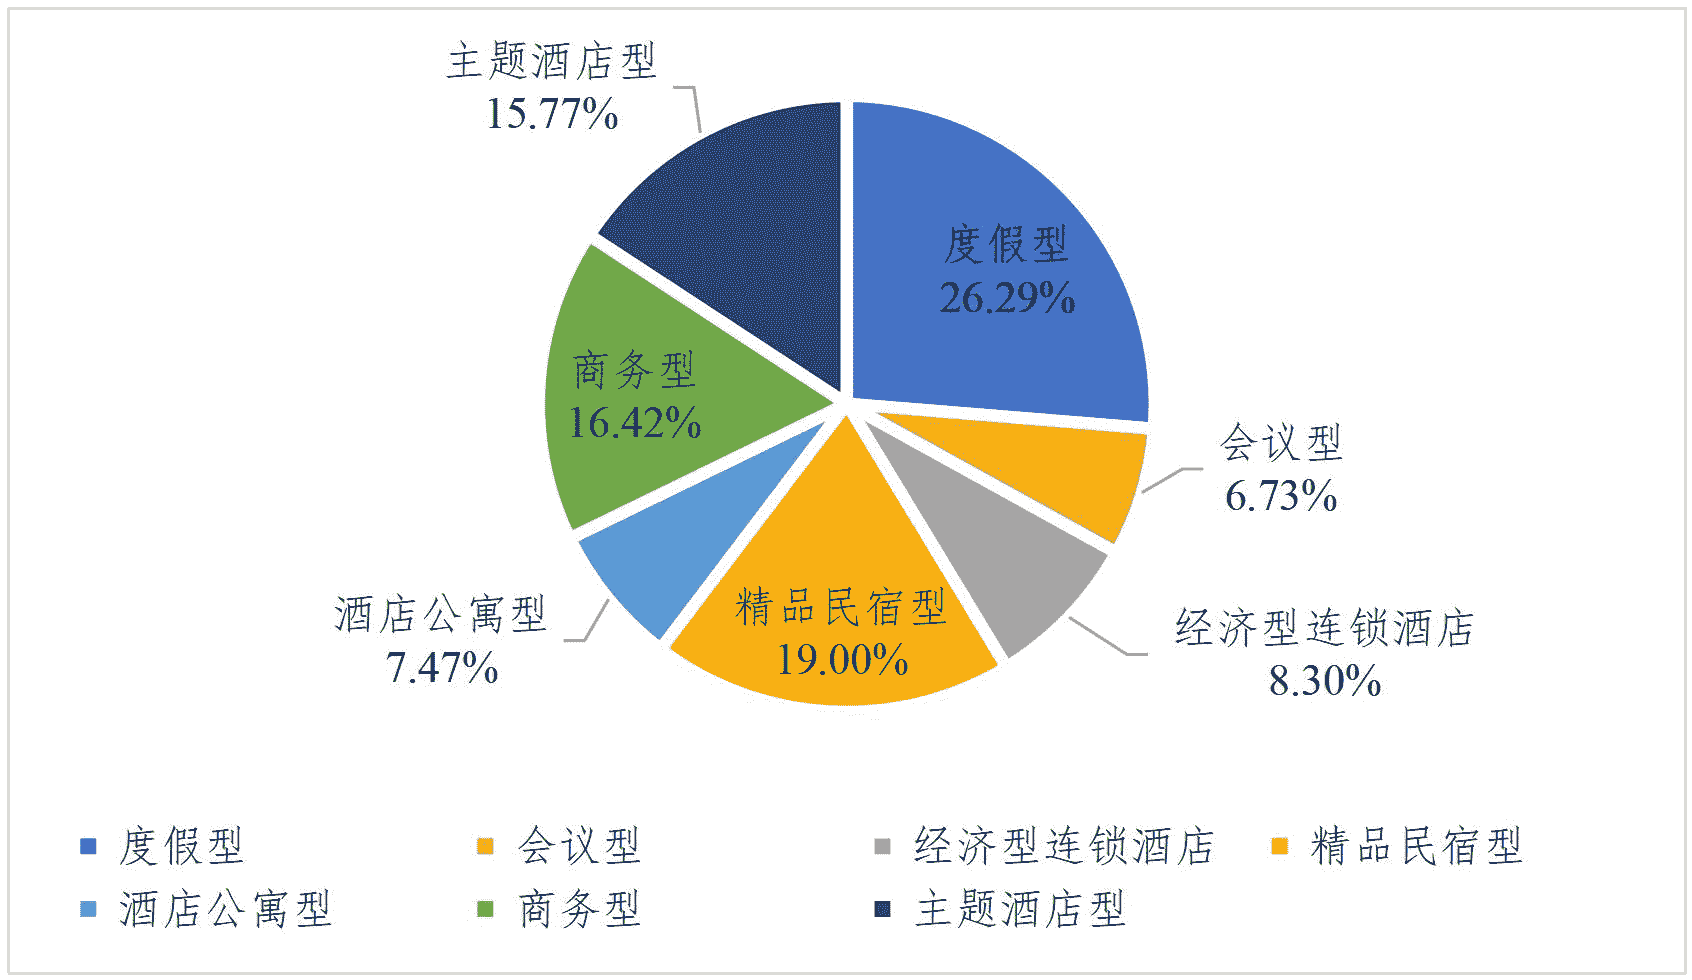 主题酒店型
15.77%
度假型
26.29%
商务型
16.42%
会议型
6.73%
酒店公寓型
7.47%
精品民宿型
19.00%
经济型连锁酒店
8.30%
度假型
会议型
经济型连锁酒店
精品民宿型
酒店公寓型
商务型
主题酒店型